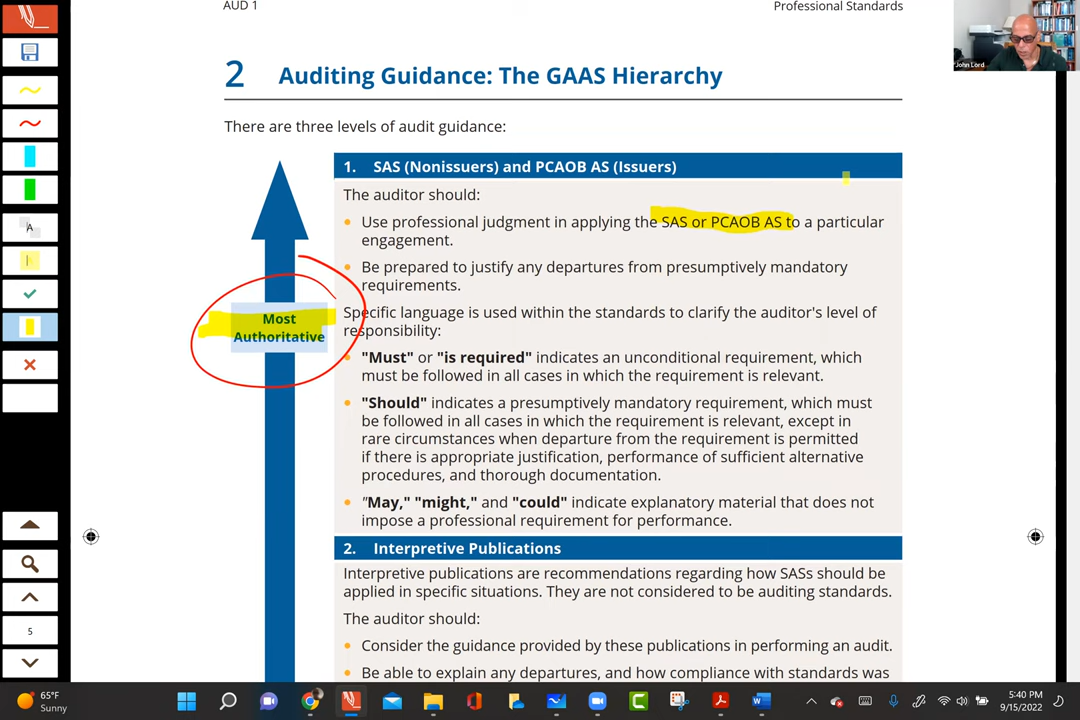 AUD 1
Professional Standards
John Lord
2 Auditing Guidance: The GAAS Hierarchy
There are three levels of audit guidance:
1. SAS (Nonissuers) and PCAOB AS (Issuers)
The auditor should:
• Use professional judgment in applying the SAS or PCAOB AS to a particular
engagement.
• Be prepared to justify any departures from presumptively mandatory
requirements.
Most
Authoritative
Specific language is used within the standards to clarify the auditor's level of
responsibility:
• "Must" or "is required" indicates an unconditional requirement, which
must be followed in all cases in which the requirement is relevant.
• "Should" indicates a presumptively mandatory requirement, which must
be followed in all cases in which the requirement is relevant, except in
rare circumstances when departure from the requirement is permitted
if there is appropriate justification, performance of sufficient alternative
procedures, and thorough documentation.
• "May," "might," and "could" indicate explanatory material that does not
impose a professional requirement for performance.
2. Interpretive Publications
Interpretive publications are recommendations regarding how SASs should be
applied in specific situations. They are not considered to be auditing standards.
The auditor should:
• Consider the guidance provided by these publications in performing an audit.
• Be able to explain any departures, and how compliance with standards was
A
5
65°F
Sunny
5:40 PM
9/15/2022